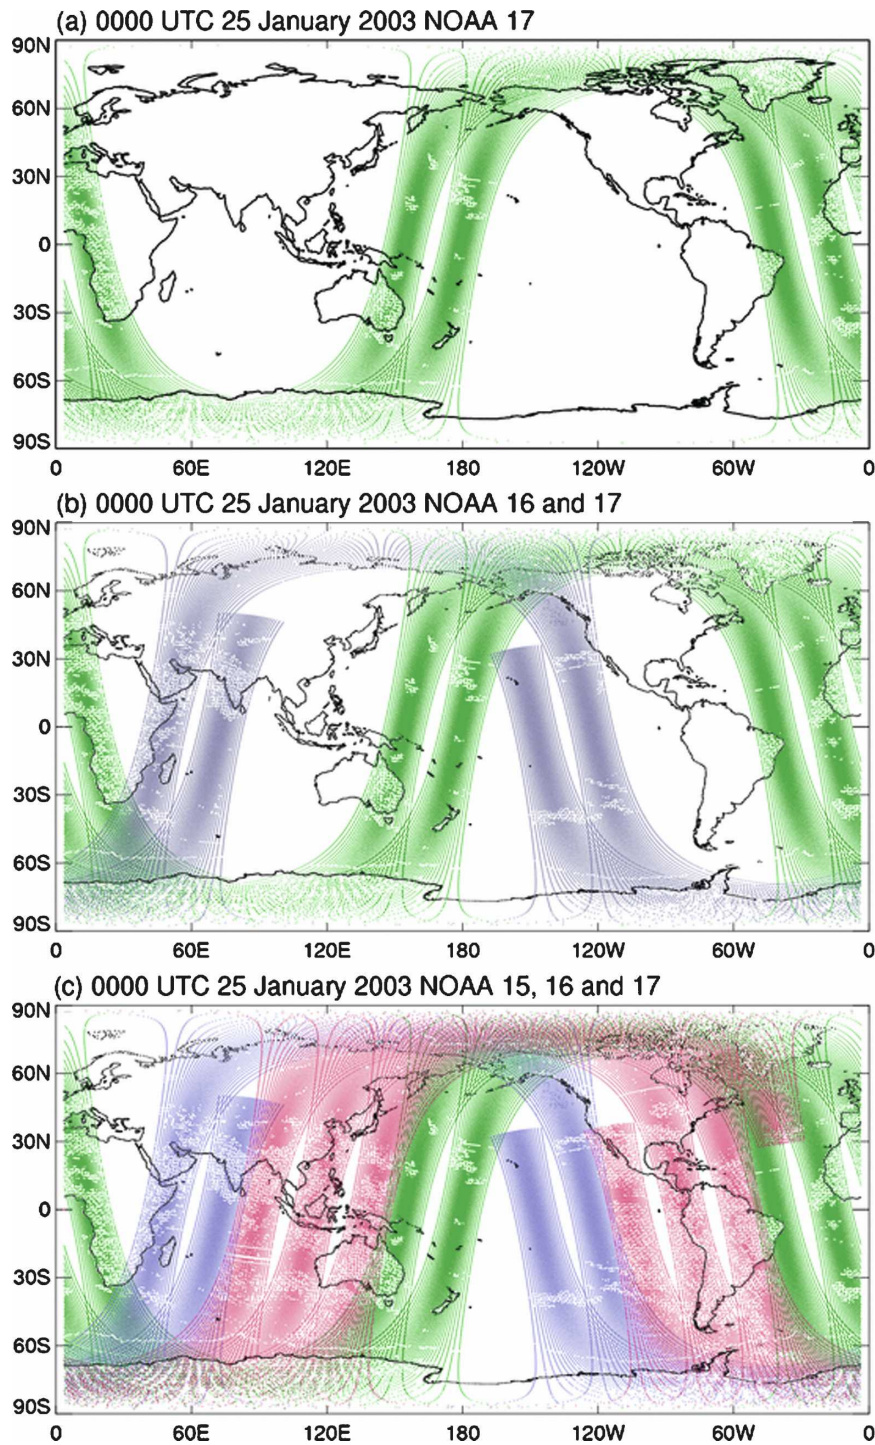 (a) 0000 UTC 25 January 2003 NOAA 17
90N
60N
30N
0
30S
60S
90S
0 60E 120E 180 120W 60W 0
(b) 0000 UTC 25 January 2003 NOAA 16 and 17
90N
60N
30N
0
30S
60S
90S
0 60E 120E 180 120W 60W 0
(c) 0000 UTC 25 January 2003 NOAA 15, 16 and 17
90N
60N
30N
0
30S
60S
90S
0 60E 120E 180 120W 60W 0